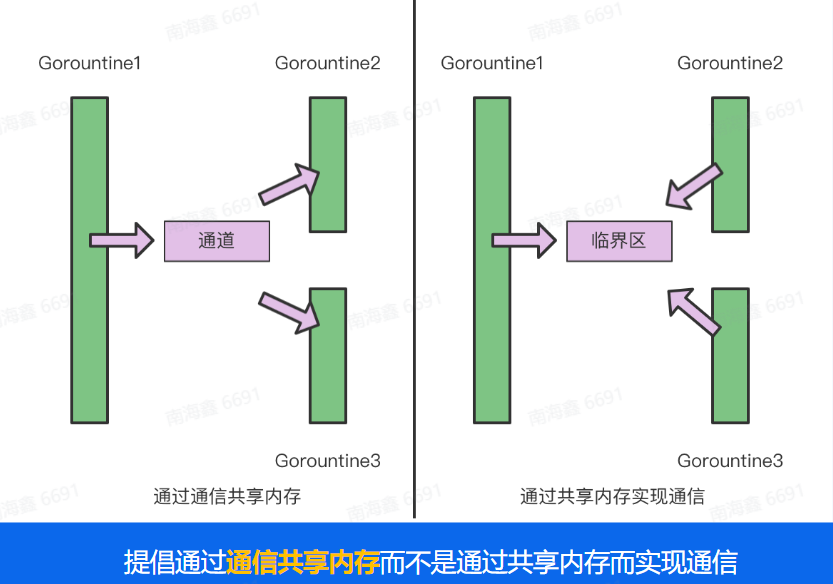 Gorountine1
Gorountine2
通道
Gorountine3
通过通信共享内存
Gorountine1
Gorountine2
临界区
Gorountine3
通过共享内存实现通信
提倡通过通信共享内存而不是通过共享内存而实现通信
南海鑫 6691